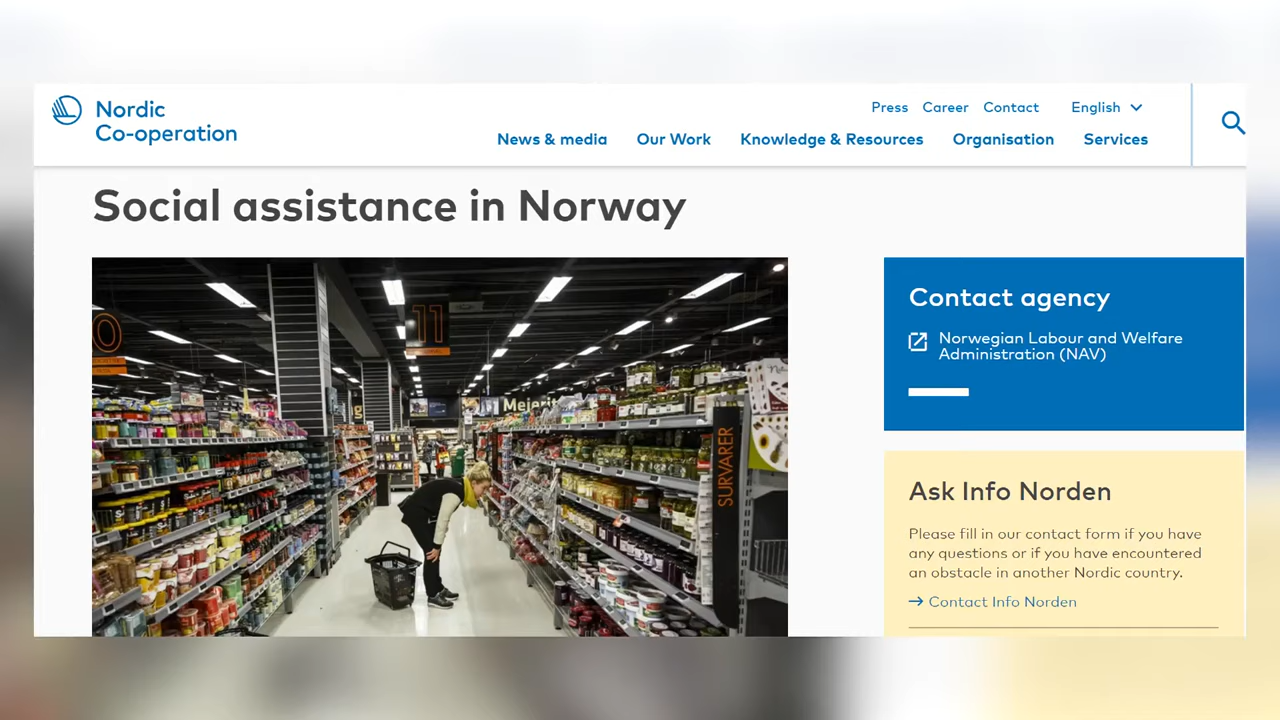 Nordic
Co-operation
Press Career Contact English
News & media Our Work Knowledge & Resources Organisation Services
Social assistance in Norway
11
Mejeri
SURVARER
Contact agency
Norwegian Labour and Welfare
Administration (NAV)
Ask Info Norden
Please fill in our contact form if you have
any questions or if you have encountered
an obstacle in another Nordic country.
→ Contact Info Norden